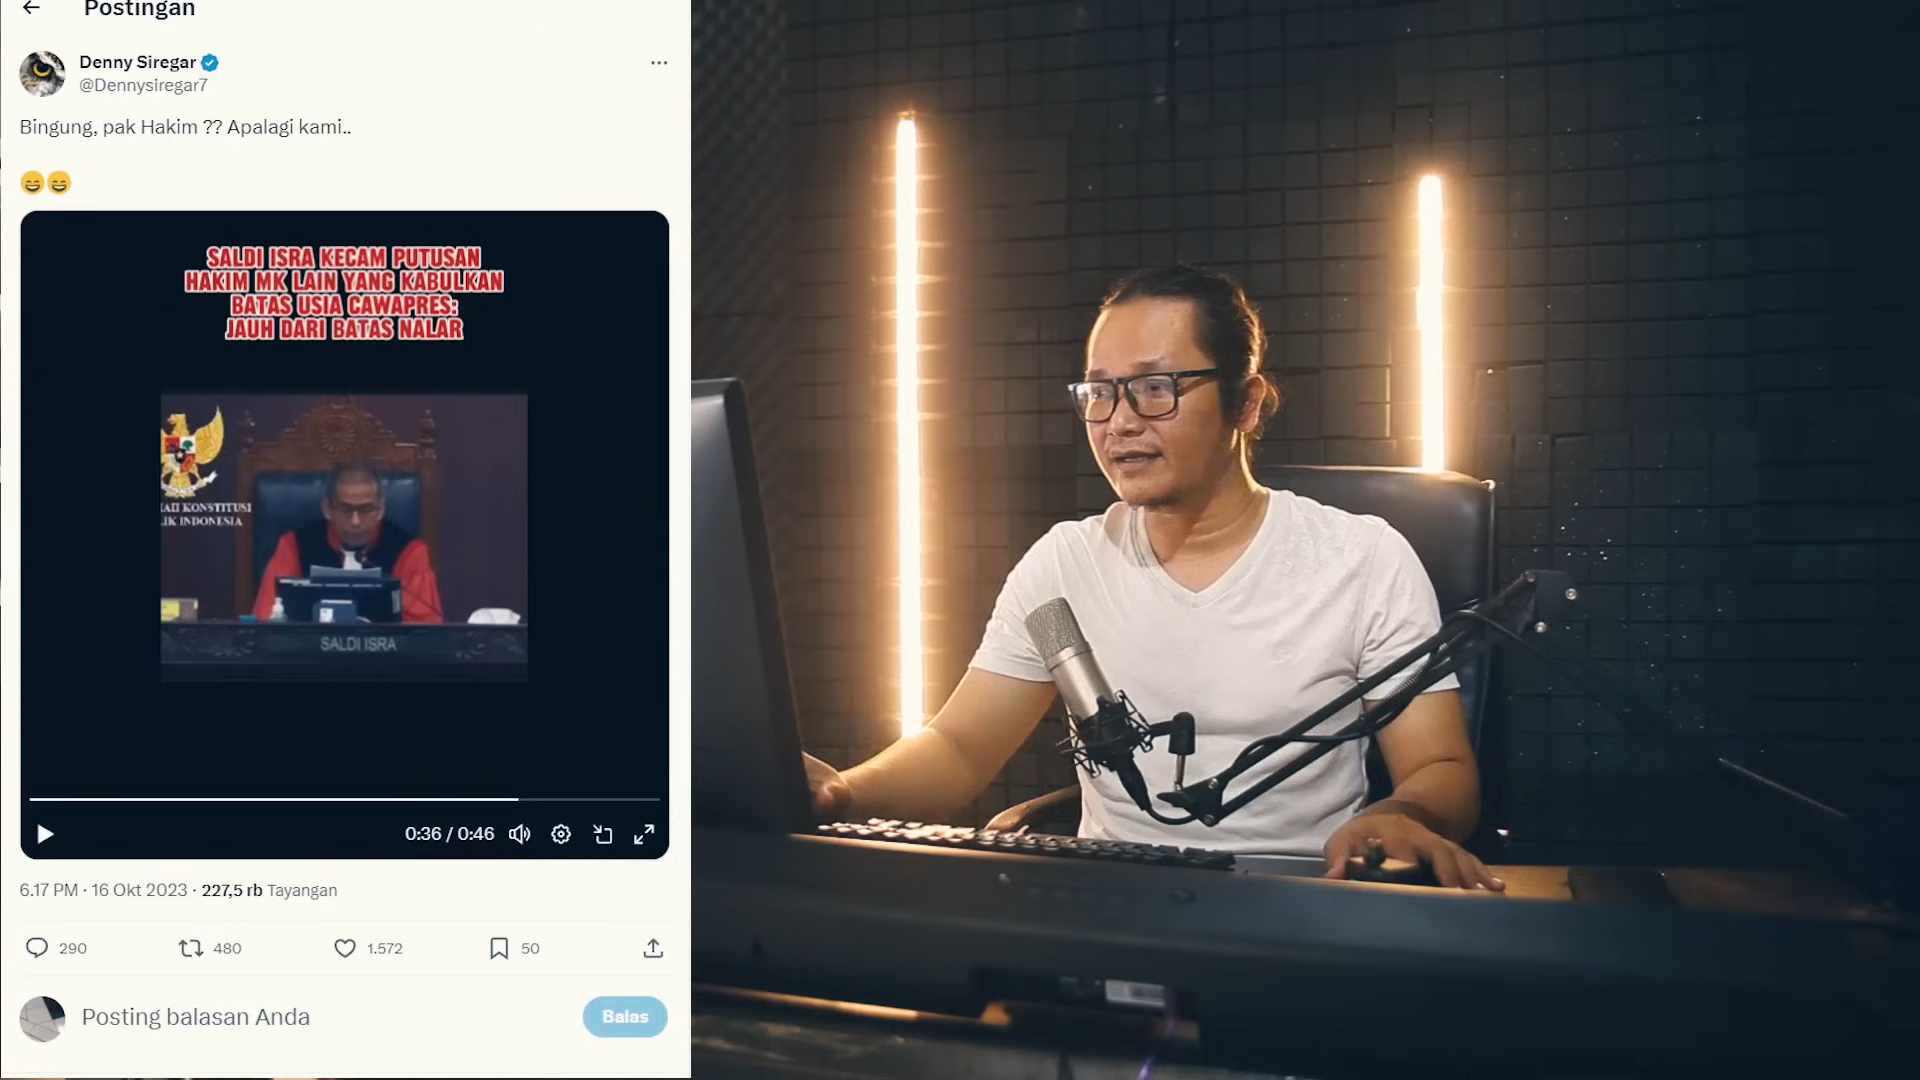 Postingan
Denny Siregar
@Dennysiregar7
Bingung, pak Hakim ?? Apalagi kami..
SALDI ISRA KECAM PUTUSAN
HAKIM MK LAIN YANG KABULKAN
BATAS USIA CAWAPRES:
JAUH DARI BATAS NALAR
KONSTITUSI
IK INDONESIA
SALDI ISRA
0:36 / 0:46
6.17 PM · 16 Okt 2023 · 227,5 rb Tayangan
290
480
1.572
50
Posting balasan Anda
Balas